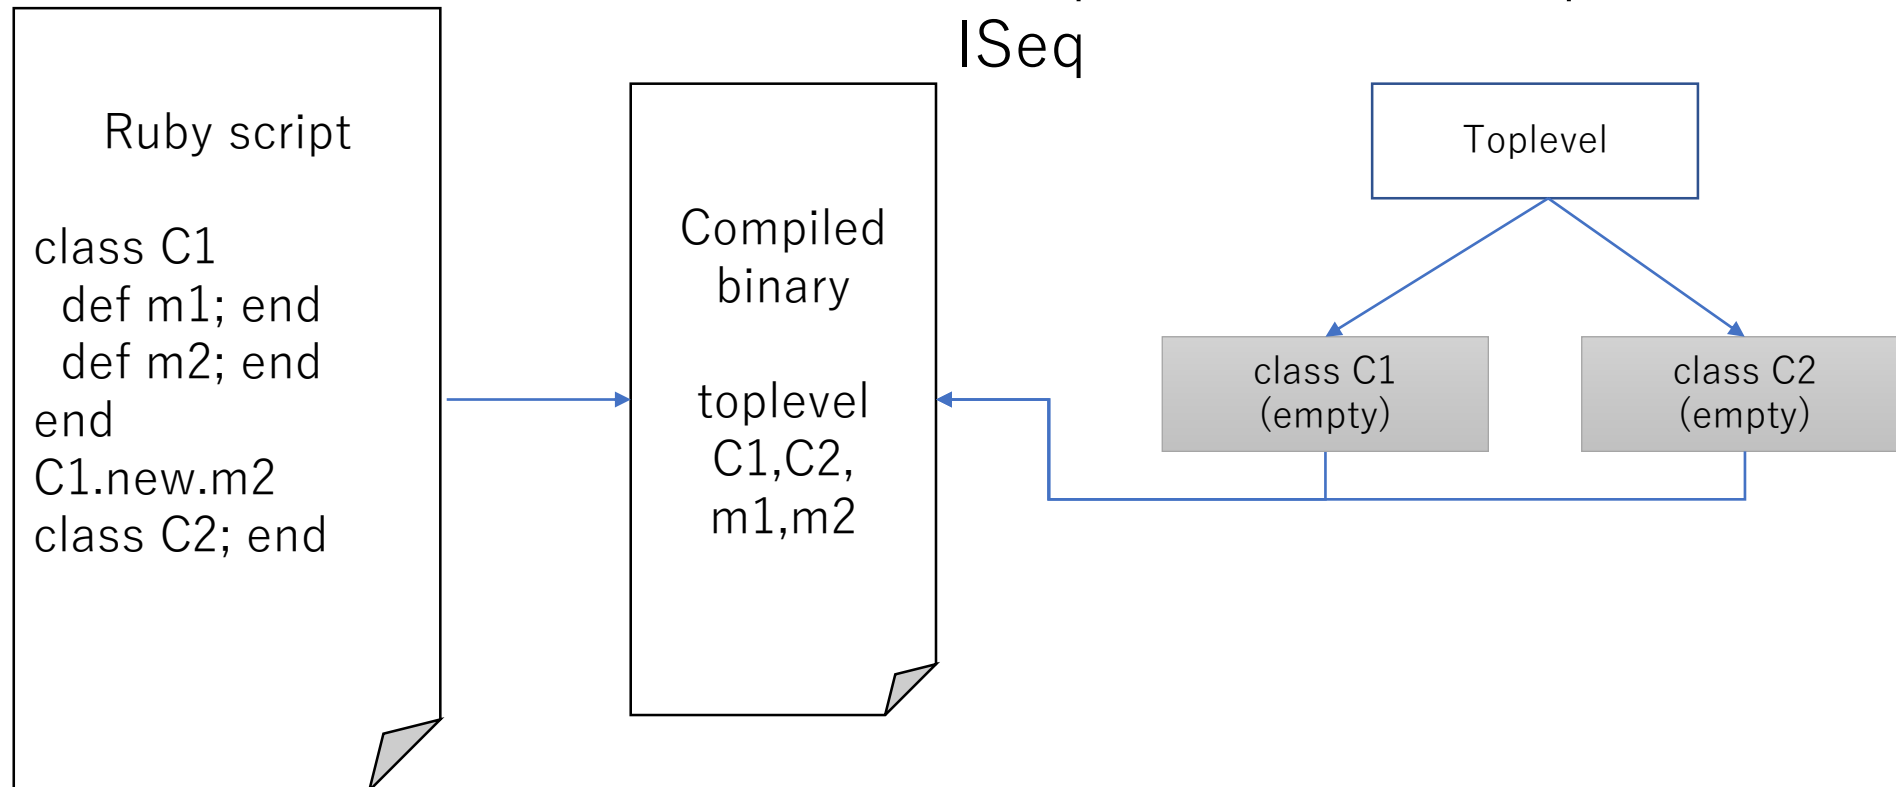 ISeq
Ruby script
class C1
def m1; end
def m2; end
end
C1.new.m2
class C2; end
Compiled
binary
toplevel
C1,C2,
m1,m2
Toplevel
class C1
(empty)
class C2
(empty)